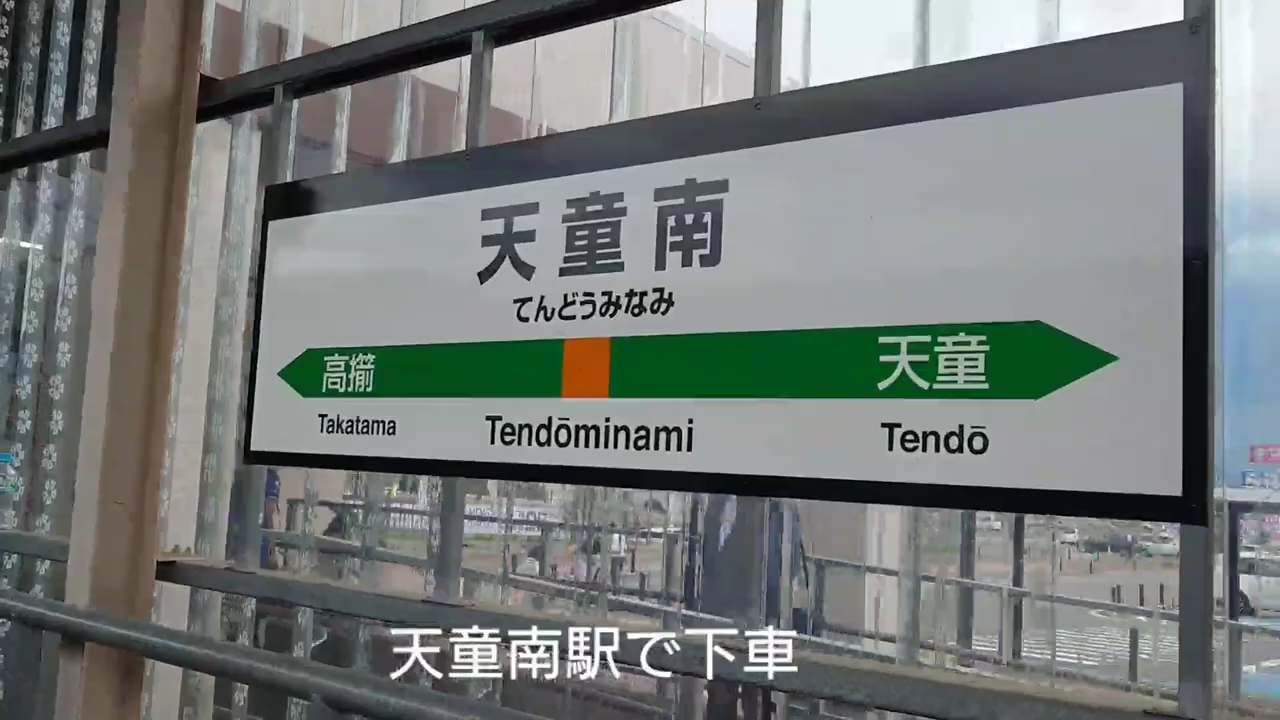 天童南
てんどうみなみ
高擶
天童
Takatama
Tendōminami
Tendō
天童南駅で下車